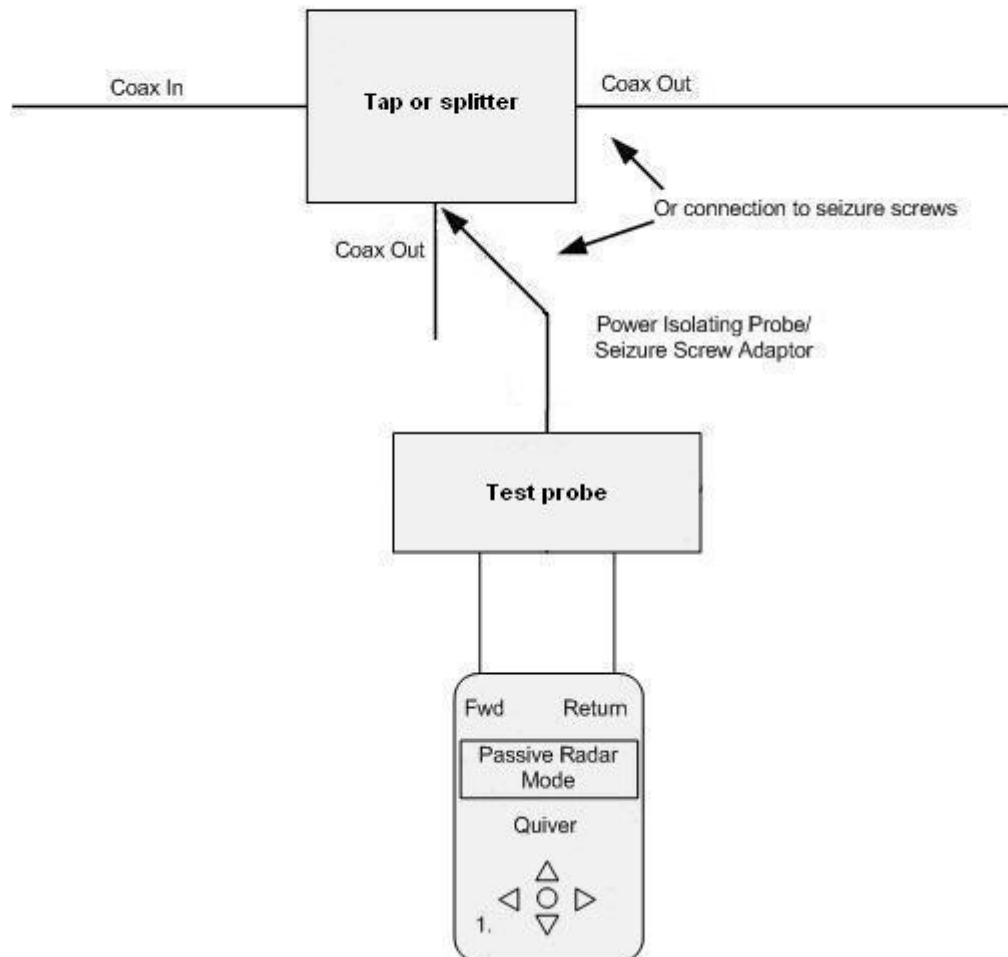 Coax In
Tap or splitter
Coax Out
Or connection to seizure screws
Coax Out
Power Isolating Probe/
Seizure Screw Adaptor
Test probe
Fwd Return
Passive Radar
Mode
Quiver
1.